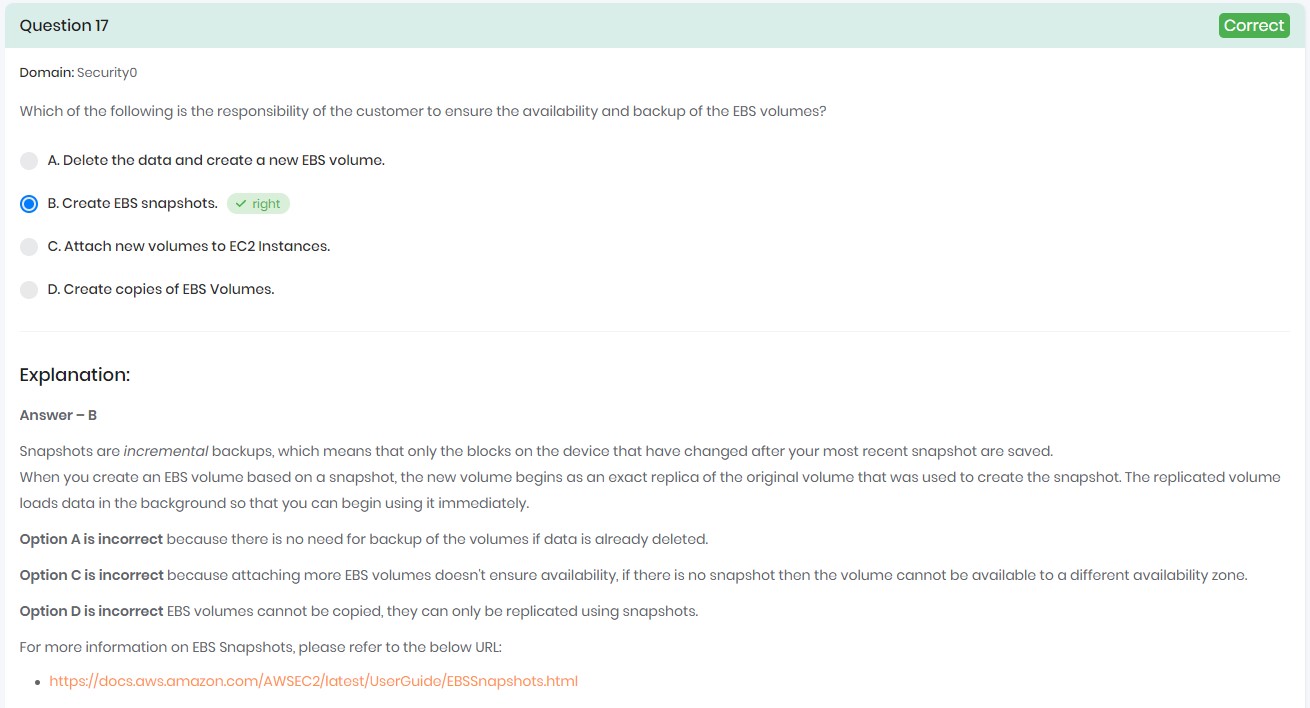 Question 17
Correct
Domain: Security0
Which of the following is the responsibility of the customer to ensure the availability and backup of the EBS volumes?
A. Delete the data and create a new EBS volume.
B. Create EBS snapshots. ✓ right
C. Attach new volumes to EC2 Instances.
D. Create copies of EBS Volumes.
Explanation:
Answer – B
Snapshots are incremental backups, which means that only the blocks on the device that have changed after your most recent snapshot are saved.
When you create an EBS volume based on a snapshot, the new volume begins as an exact replica of the original volume that was used to create the snapshot. The replicated volume
loads data in the background so that you can begin using it immediately.
Option A is incorrect because there is no need for backup of the volumes if data is already deleted.
Option C is incorrect because attaching more EBS volumes doesn't ensure availability, if there is no snapshot then the volume cannot be available to a different availability zone.
Option D is incorrect EBS volumes cannot be copied, they can only be replicated using snapshots.
For more information on EBS Snapshots, please refer to the below URL:
• https://docs.aws.amazon.com/AWSEC2/latest/UserGuide/EBSSnapshots.html